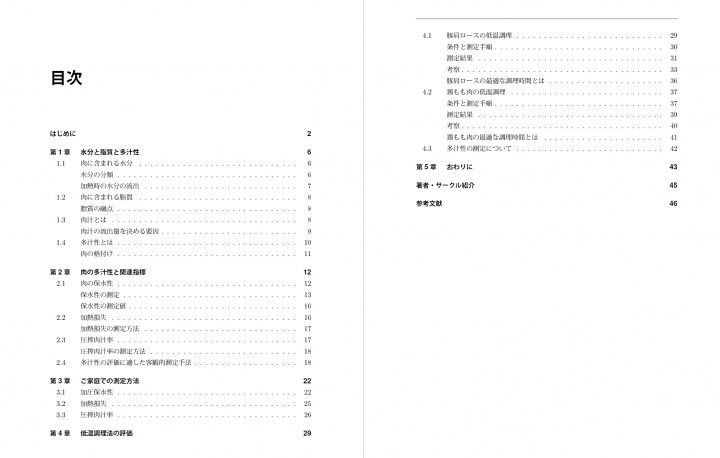 目次
はじめに 2
第1章 水分と脂質と多汁性 6
1.1 肉に含まれる水分 6
水分の分類 6
加熱時の水分の流出 7
1.2 肉に含まれる脂質 8
脂質の融点 8
1.3 肉汁とは 8
肉汁の流出量を決める要因 9
1.4 多汁性とは 10
肉の格付け 11
第2章 肉の多汁性と関連指標 12
2.1 肉の保水性 12
保水性の測定 13
保水性の測定値 16
2.2 加熱損失 16
加熱損失の測定方法 17
2.3 圧搾肉汁率 17
圧搾肉汁率の測定方法 18
2.4 多汁性の評価に適した客観的測定手法 18
第3章 ご家庭での測定方法 22
3.1 加圧保水性 22
3.2 加熱損失 25
3.3 圧搾肉汁率 26
第4章 低温調理法の評価 29
4.1 豚肩ロースの低温調理 29
条件と測定手順 30
測定結果 31
考察 33
豚肩ロースの最適な調理時間とは 36
4.2 鶏もも肉の低温調理 37
条件と測定手順 37
測定結果 39
考察 40
鶏もも肉の最適な調理時間とは 41
4.3 多汁性の測定について 42
第5章 おわりに 43
著者・サークル紹介 45
参考文献 46